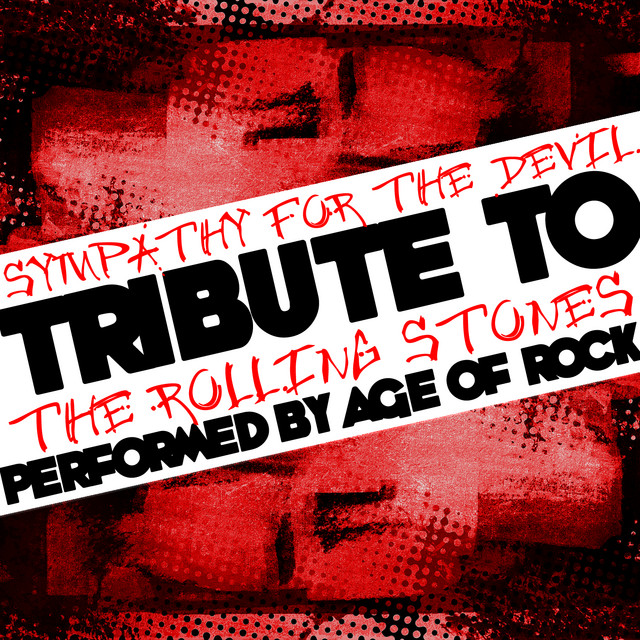 SYMPATHY FOR THE DEVIL.
TRIBUTE TO
THE ROLLING STONES
PERFORMED BY AGE OF ROCK